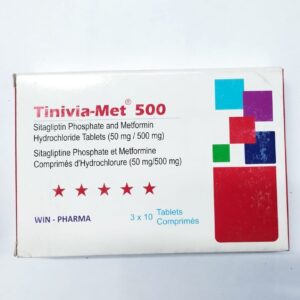 Tinivia-Met® 500
Sitagliptin Phosphate and Metformin
Hydrochloride Tablets (50 mg / 500 mg)
Sitagliptine Phosphate et Metformine
Comprimés d'Hydrochlorure (50 mg/500 mg)
WIN - PHARMA
3 x 10 Tablets
Comprimés